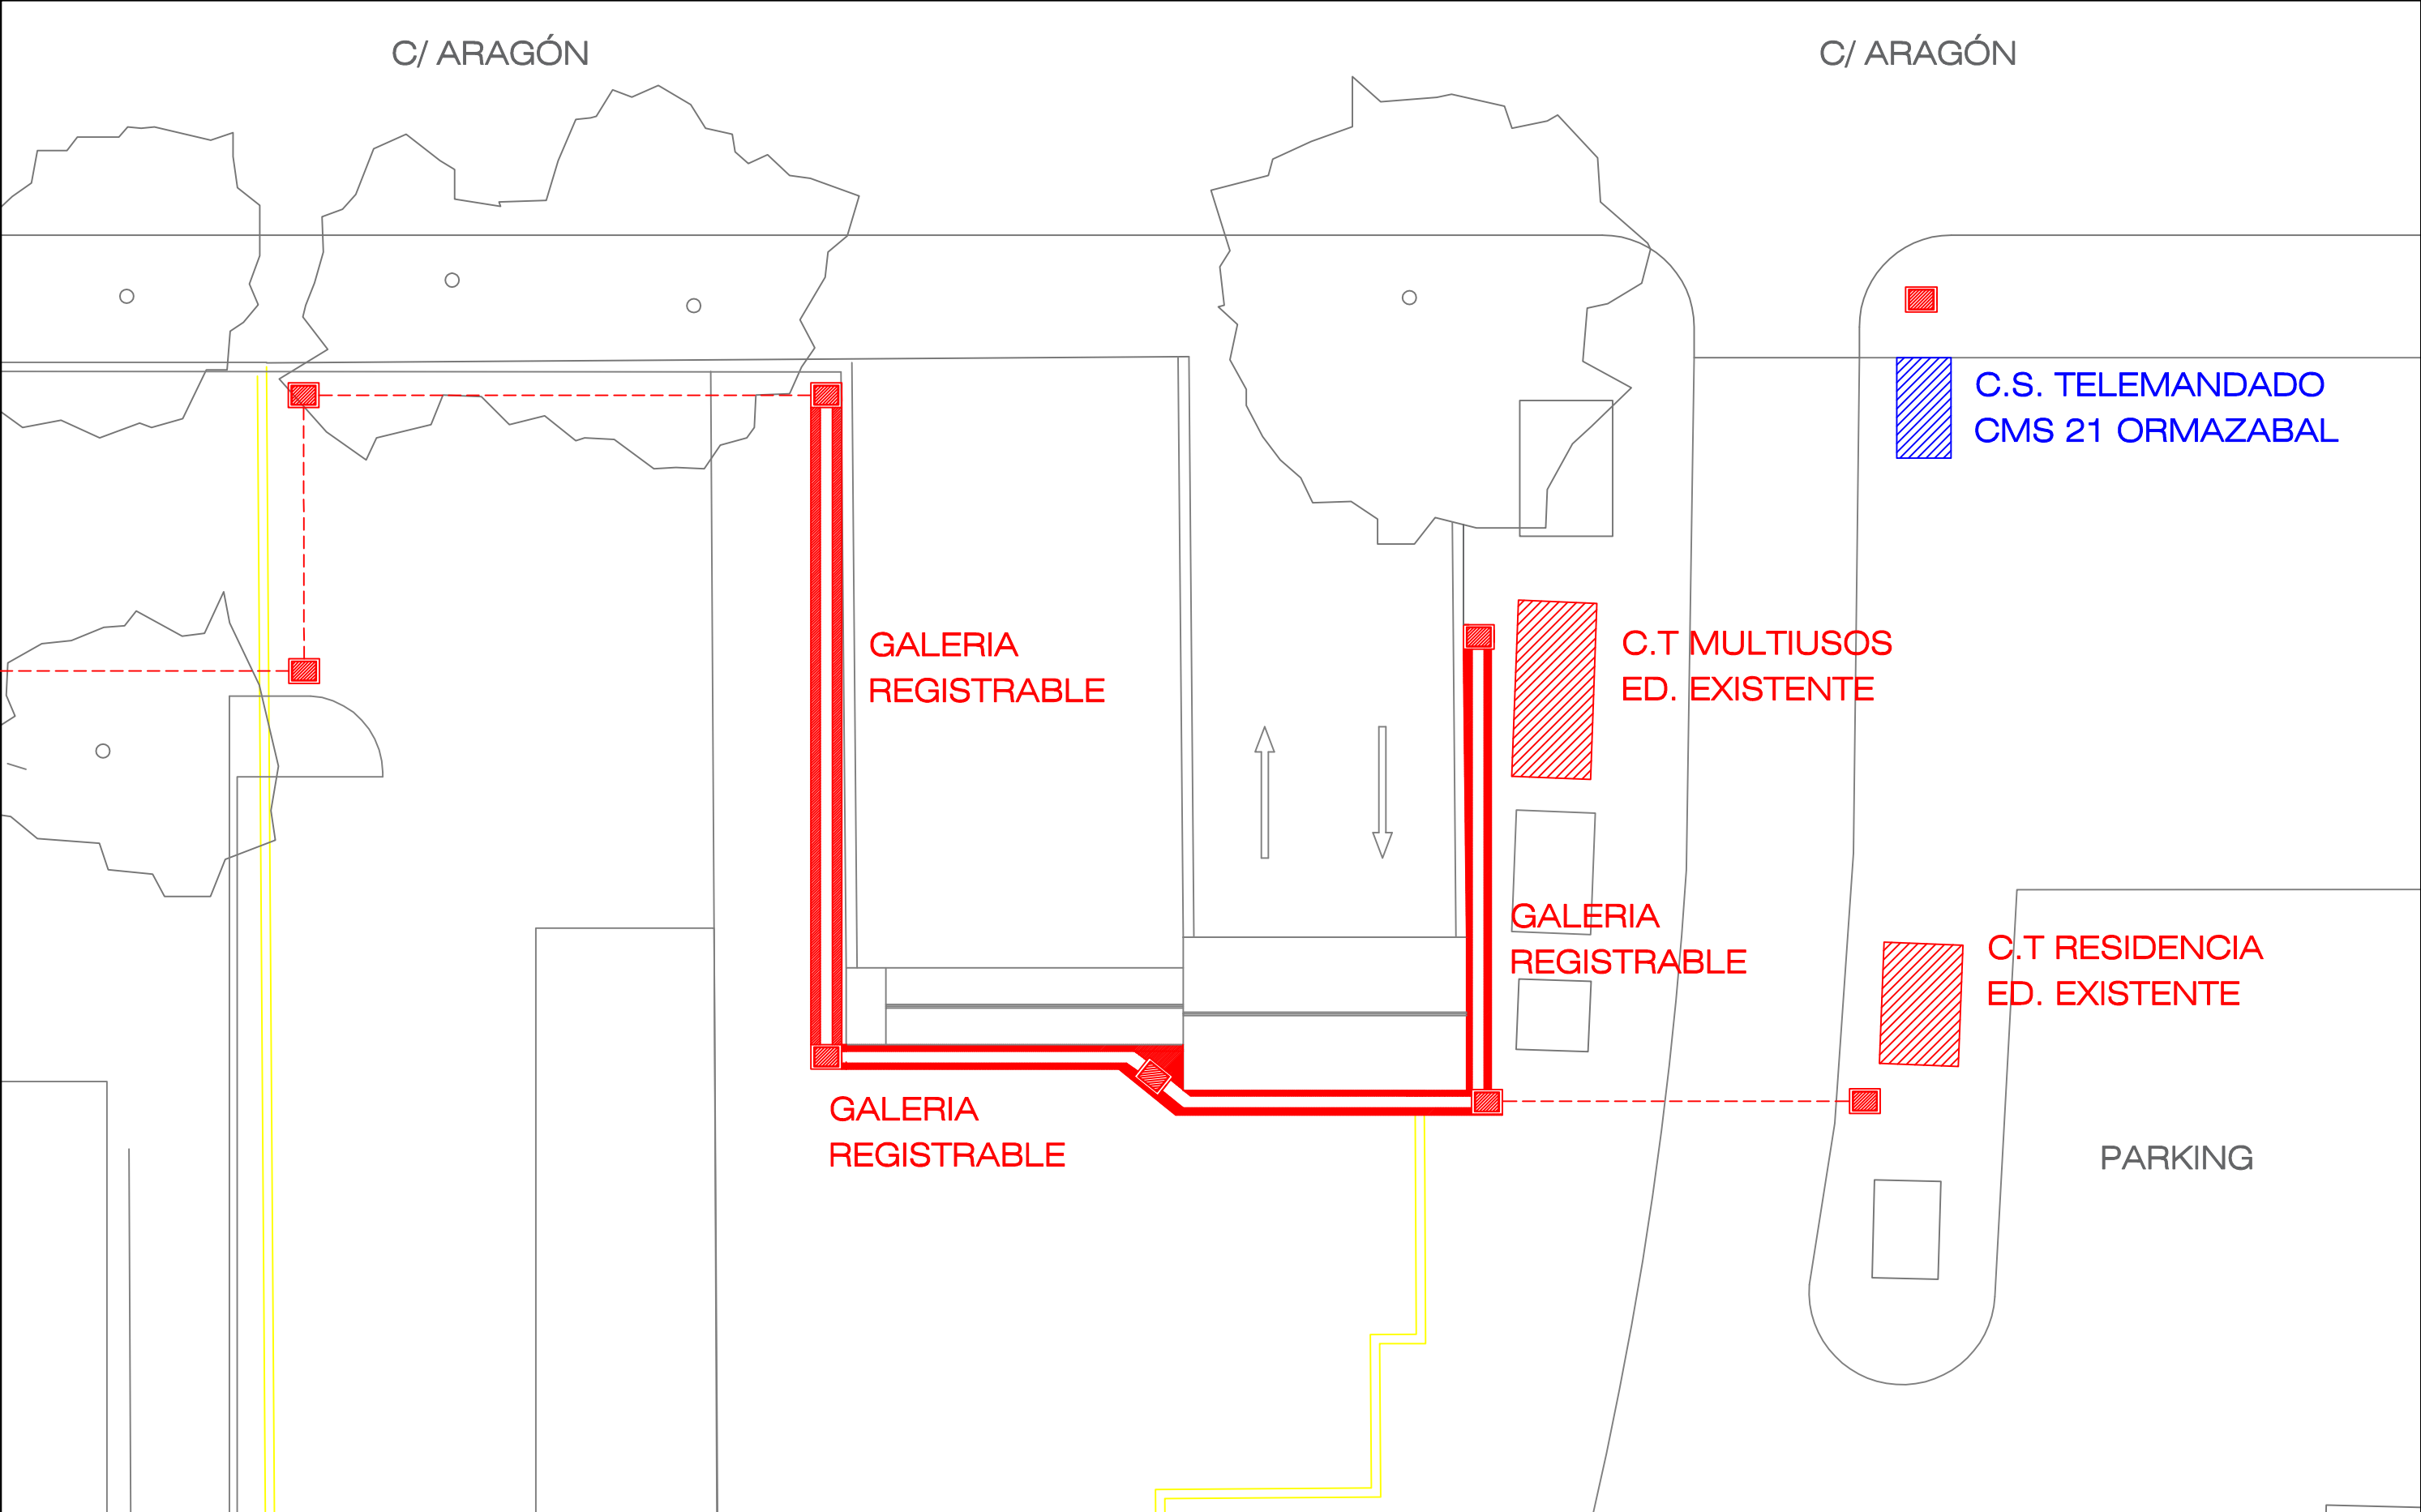 C/ ARAGÓN
C/ ARAGÓN
C.S. TELEMANDADO
CMS 21 ORMAZABAL
GALERIA
REGISTRABLE
C.T MULTIUSOS
ED. EXISTENTE
GALERIA
REGISTRABLE
C.T RESIDENCIA
ED. EXISTENTE
GALERIA
REGISTRABLE
PARKING